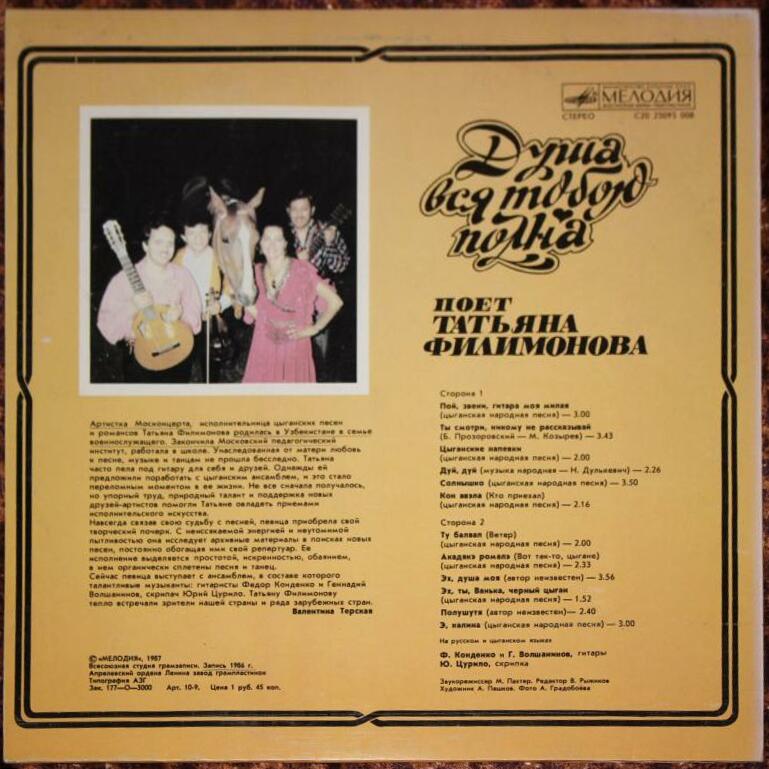 МЕЛОДИЯ
СТЕРЕО С20 25095 008
Душа
вся тобою
полна
ПОЕТ
ТАТЬЯНА
ФИЛИМОНОВА
Артистка Москонцерта, исполнительница цыганских песен
и романсов Татьяна Филимонова родилась в Узбекистане в семье
военнослужащего. Закончила Московский педагогический
институт, работала в школе. Унаследованная от матери любовь
к песне, музыке и танцам не прошла бесследно. Татьяна
часто пела под гитару для себя и друзей. Однажды ей
предложили поработать с цыганским ансамблем, и это стало
переломным моментом в ее жизни. Не все сначала получалось,
но упорный труд, природный талант и поддержка новых
друзей-артистов помогли Татьяне овладеть приемами
исполнительского искусства.
Навсегда связав свою судьбу с песней, певица приобрела свой
творческий почерк. С неиссякаемой энергией и неутомимой
пытливостью она исследует архивные материалы в поисках новых
песен, постоянно обогащая ими свой репертуар. Ее
исполнение выделяется простотой, искренностью, обаянием,
в нем органически сплетены песня и танец.
Сейчас певица выступает с ансамблем, в составе которого
талантливые музыканты: гитаристы Федор Конденко и Геннадий
Волшанинов, скрипач Юрий Цурило. Татьяну Филимонову
тепло встречали зрители нашей страны и ряда зарубежных стран.
Валентина Терская
© «МЕЛОДИЯ», 1987
Всесоюзная студия грамзаписи. Запись 1986 г.
Апрелевский ордена Ленина завод грампластинок
Типография АЗГ
Зак. 177—О—3000 Арт. 10-9. Цена 1 руб. 45 коп.
Сторона 1
Пой, звени, гитара моя милая
(цыганская народная песня) — 3.00
Ты смотри, никому не рассказывай
(Б. Прозоровский — М. Козырев) — 3.43
Цыганские напевки
(цыганская народная песня) — 2.00
Дуй, дуй (музыка народная — Н. Дулькевич) — 2.26
Солнышко (цыганская народная песня) — 3.50
Кон авэла (Кто приехал)
(цыганская народная песня) — 2.16
Сторона 2
Ту балвал (Ветер)
(цыганская народная песня) — 2.00
Акадякэ ромалэ (Вот так-то, цыгане)
(цыганская народная песня) — 2.33
Эх, душа моя (автор неизвестен) — 3.56
Эх, ты, Ванька, черный цыган
(цыганская народная песня) — 1.52
Полушутя (автор неизвестен) — 2.40
Э, калина (цыганская народная песня) — 3.00
На русском и цыганском языках
Ф. Конденко и Г. Волшанинов, гитары
Ю. Цурило, скрипка
Звукорежиссер М. Пахтер. Редактор В. Рыжиков
Художник А. Пашков. Фото А. Градобоева